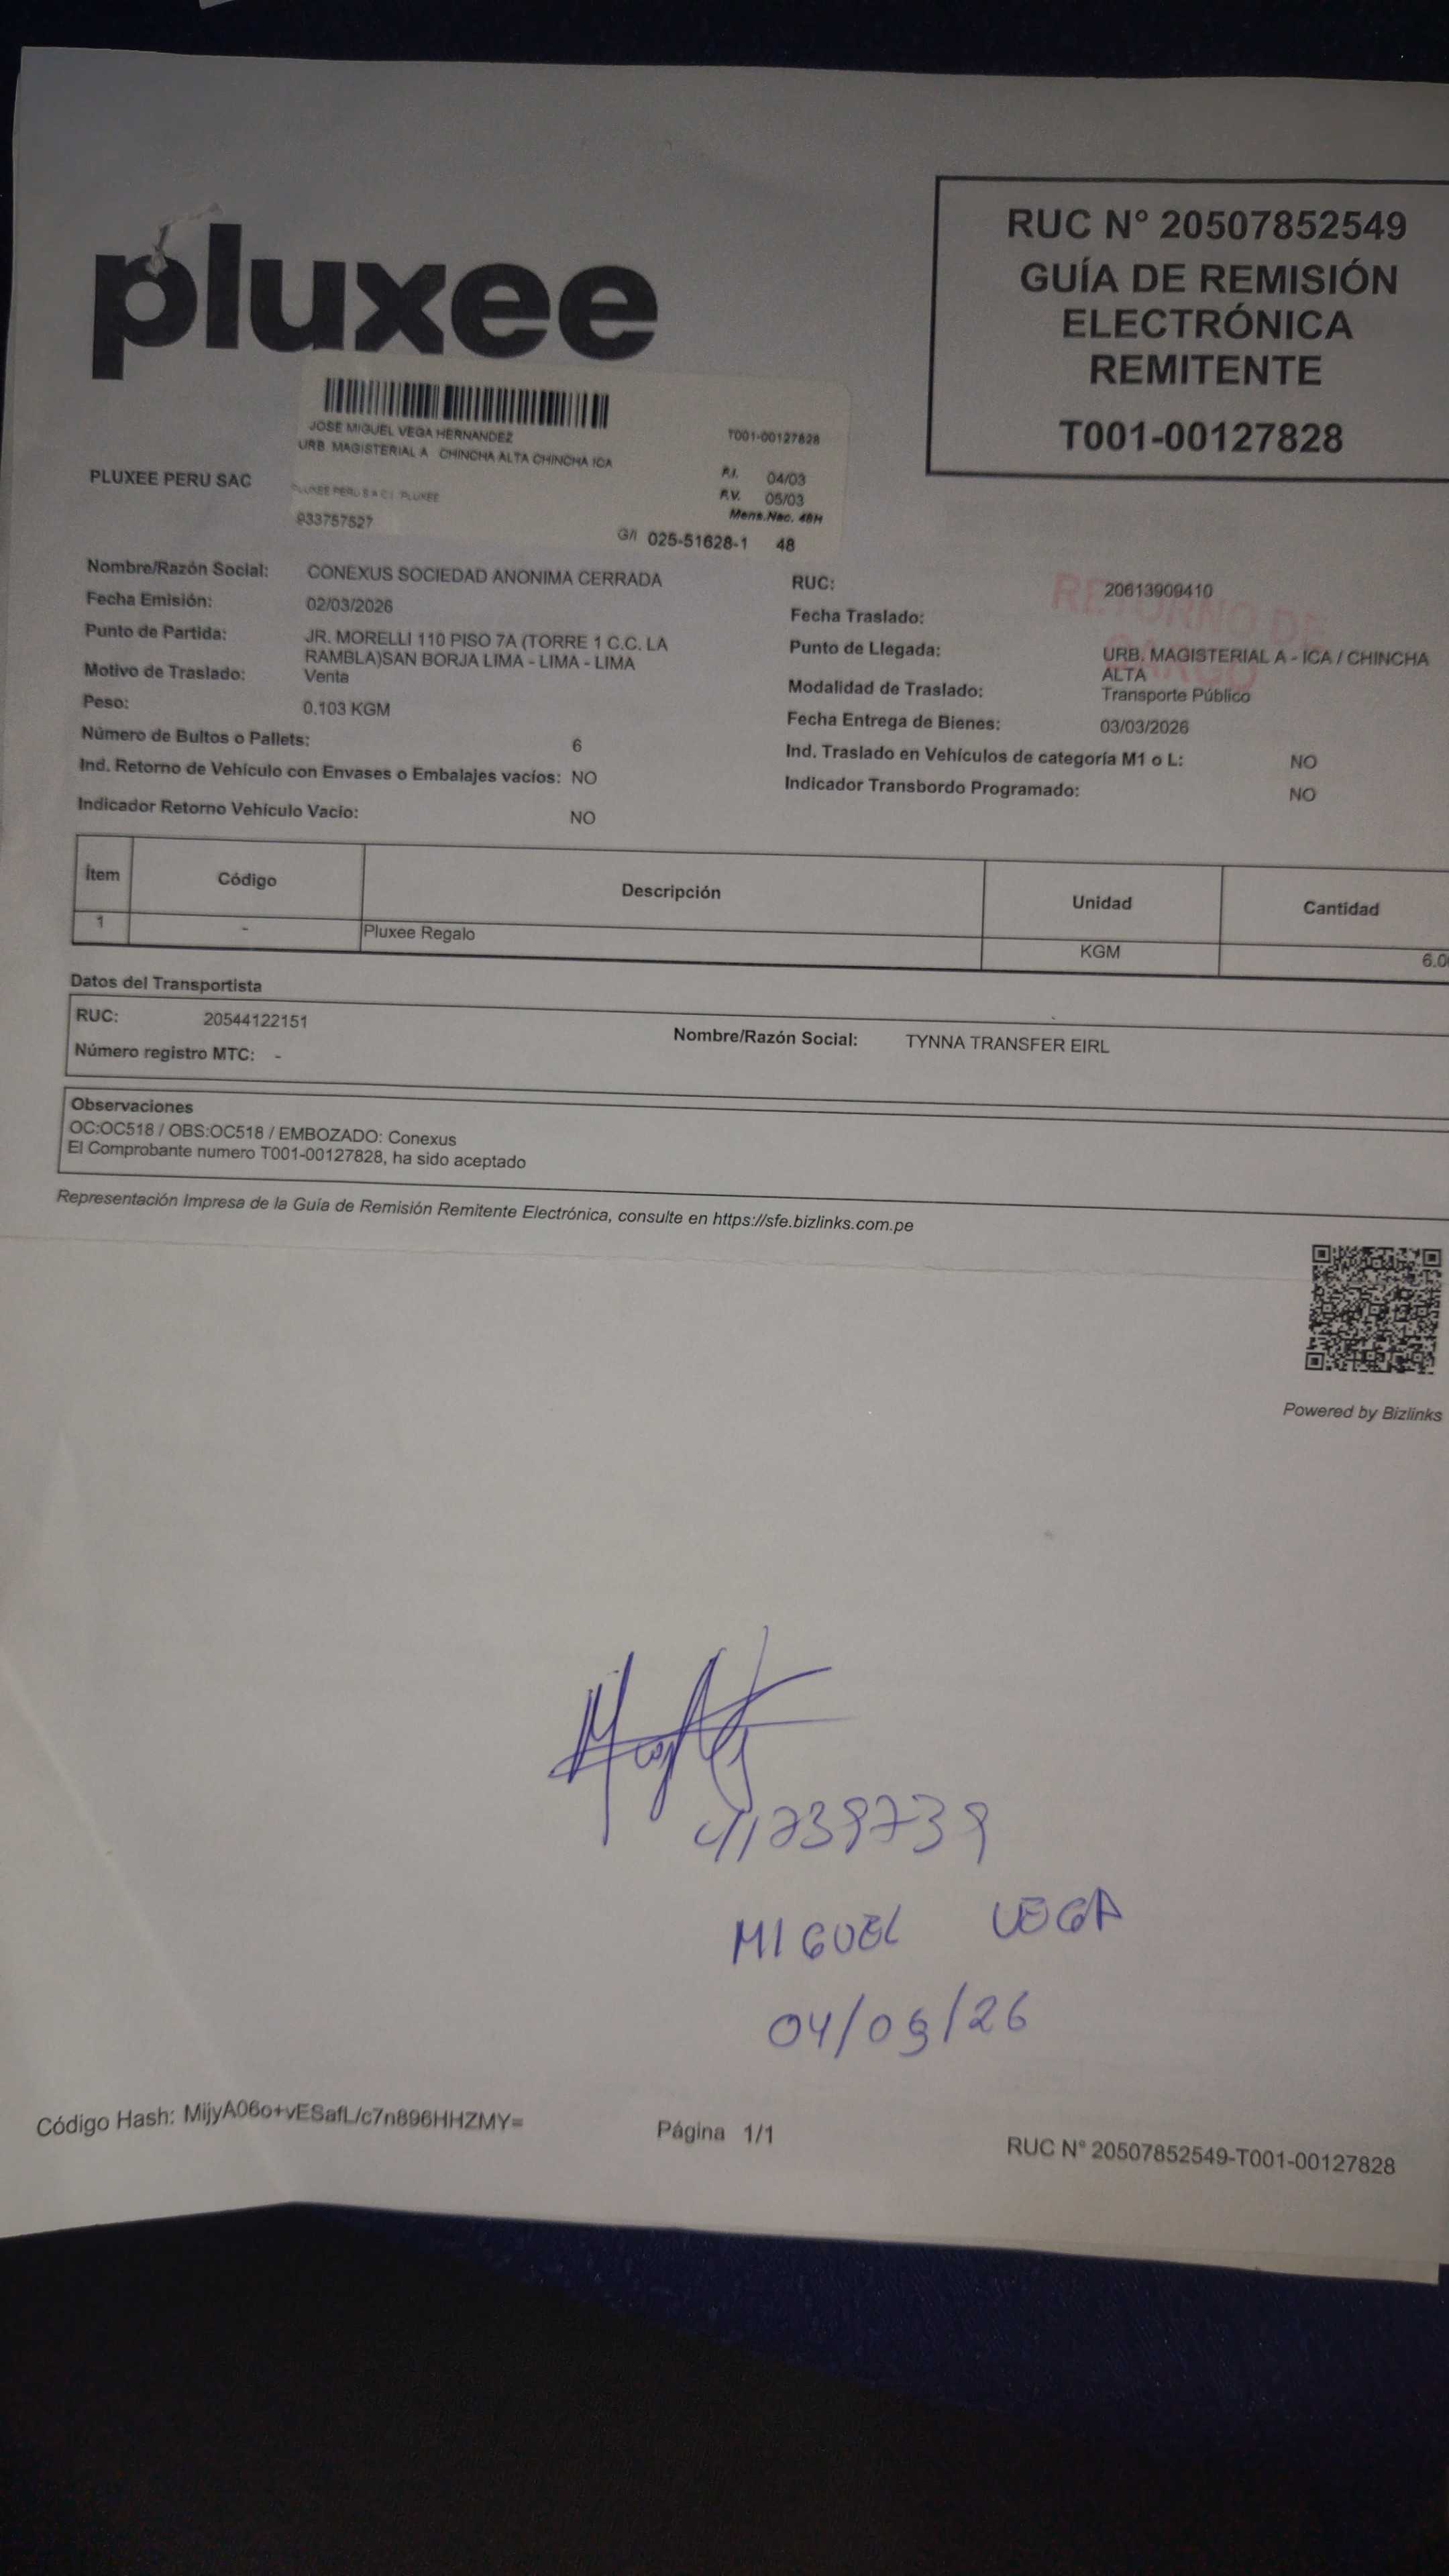 pluxee
RUC N° 20507852549
GUÍA DE REMISIÓN
ELECTRÓNICA
REMITENTE
T001-00127828
JOSE MIGUEL VEGA HERNANDEZ
URB. MAGISTERIAL A CHINCHA ALTA CHINCHA ICA
T001-00127828
PLUXEE PERU SAC
PLUXEE PERU S A C / PLUXEE
933757527
P.I. 04/03
P.V. 05/03
Mens.Nac. 48H
G/I 025-51628-1 48
Nombre/Razón Social: CONEXUS SOCIEDAD ANONIMA CERRADA
RUC: 20613909410
Fecha Emisión: 02/03/2026
Fecha Traslado:
RETORNO DE
CARGO
Punto de Partida: JR. MORELLI 110 PISO 7A (TORRE 1 C.C. LA
RAMBLA)SAN BORJA LIMA - LIMA - LIMA
Punto de Llegada: URB. MAGISTERIAL A - ICA / CHINCHA
ALTA
Motivo de Traslado: Venta
Modalidad de Traslado: Transporte Público
Peso: 0.103 KGM
Fecha Entrega de Bienes: 03/03/2026
Número de Bultos o Pallets: 6
Ind. Traslado en Vehículos de categoría M1 o L: NO
Ind. Retorno de Vehículo con Envases o Embalajes vacíos: NO
Indicador Transbordo Programado: NO
Indicador Retorno Vehículo Vacío: NO
Ítem Código Descripción Unidad Cantidad
1 - Pluxee Regalo KGM 6.0
Datos del Transportista
RUC: 20544122151
Nombre/Razón Social: TYNNA TRANSFER EIRL
Número registro MTC: -
Observaciones
OC:OC518 / OBS:OC518 / EMBOZADO: Conexus
El Comprobante numero T001-00127828, ha sido aceptado
Representación Impresa de la Guía de Remisión Remitente Electrónica, consulte en https://sfe.bizlinks.com.pe
Powered by Bizlinks
41739739
MIGUEL VEGA
04/03/26
Código Hash: MijyA06o+vESafL/c7n896HHZMY=
Página 1/1
RUC N° 20507852549-T001-00127828